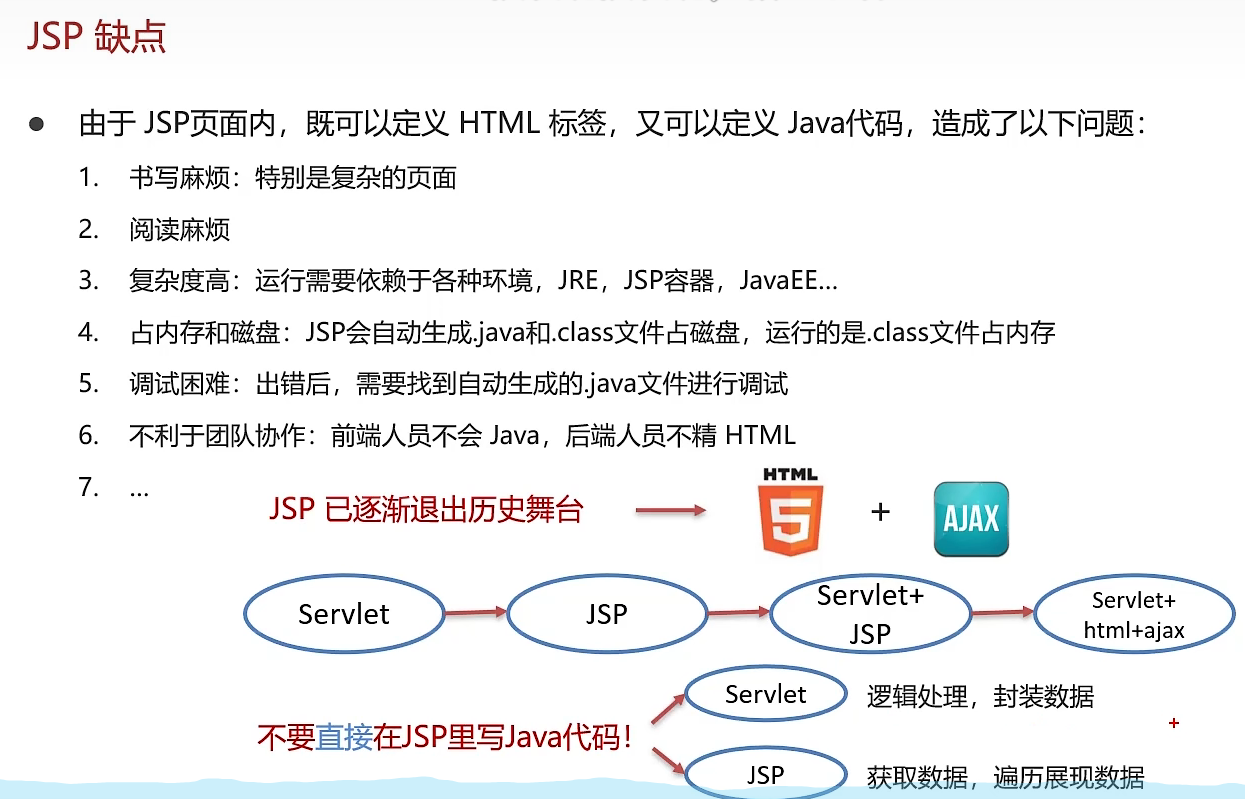 JSP 缺点
● 由于 JSP页面内，既可以定义 HTML 标签，又可以定义 Java代码，造成了以下问题：
1. 书写麻烦：特别是复杂的页面
2. 阅读麻烦
3. 复杂度高：运行需要依赖于各种环境，JRE，JSP容器，JavaEE…
4. 占内存和磁盘：JSP会自动生成.java和.class文件占磁盘，运行的是.class文件占内存
5. 调试困难：出错后，需要找到自动生成的.java文件进行调试
6. 不利于团队协作：前端人员不会 Java，后端人员不精 HTML
7. …
JSP 已逐渐退出历史舞台
HTML
5
+
AJAX
Servlet
JSP
Servlet+
JSP
Servlet+
html+ajax
不要直接在JSP里写Java代码！
Servlet
逻辑处理，封装数据
JSP
获取数据，遍历展现数据